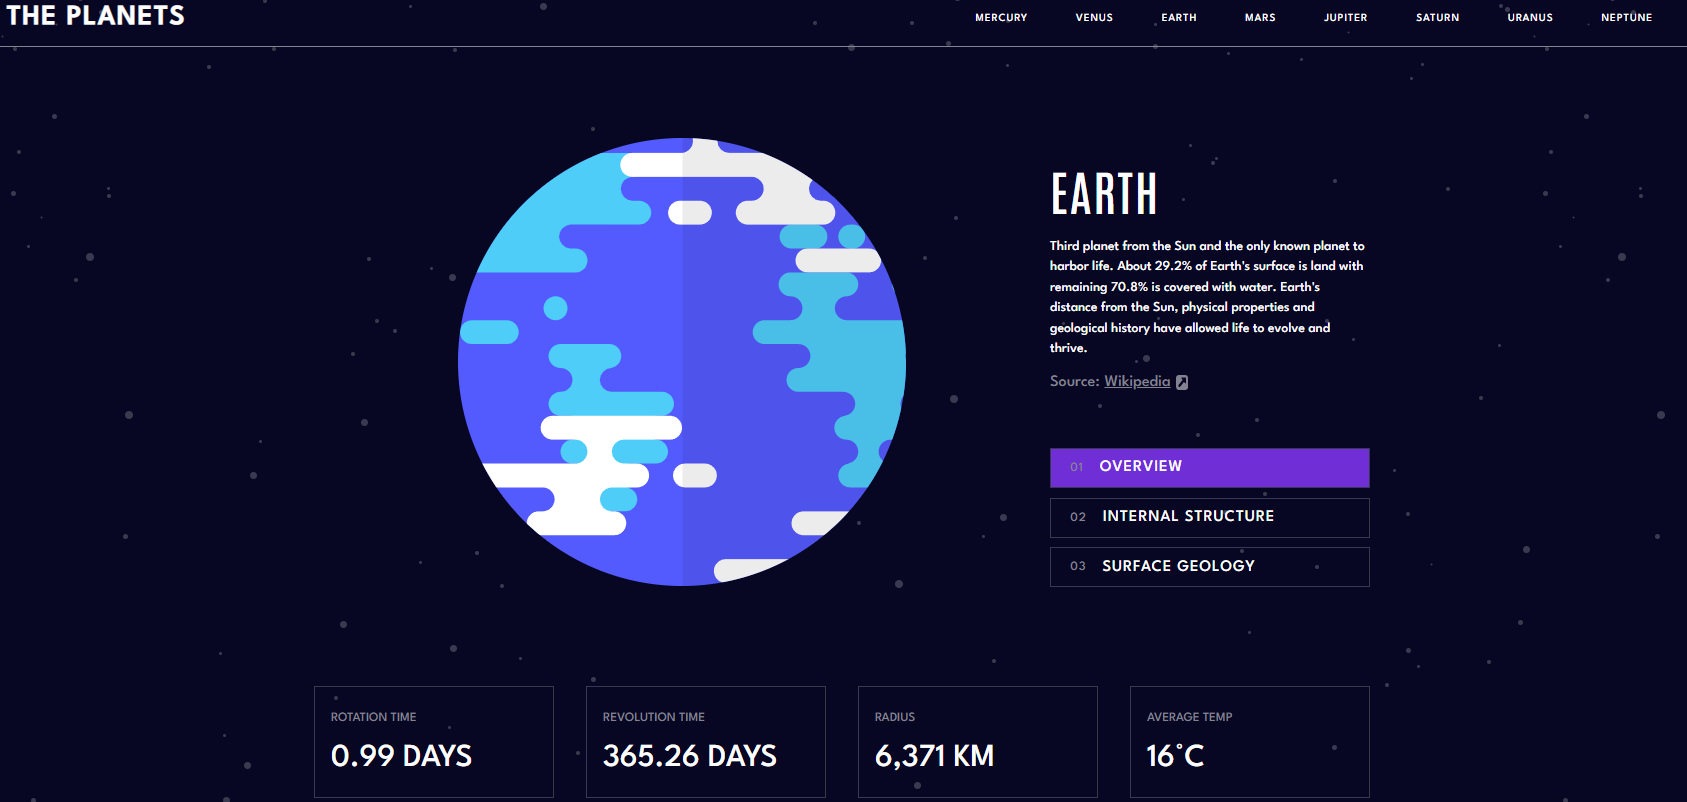 THE PLANETS
MERCURY VENUS EARTH MARS JUPITER SATURN URANUS NEPTUNE
EARTH
Third planet from the Sun and the only known planet to
harbor life. About 29.2% of Earth's surface is land with
remaining 70.8% is covered with water. Earth's
distance from the Sun, physical properties and
geological history have allowed life to evolve and
thrive.
Source: Wikipedia
01 OVERVIEW
02 INTERNAL STRUCTURE
03 SURFACE GEOLOGY
ROTATION TIME
0.99 DAYS
REVOLUTION TIME
365.26 DAYS
RADIUS
6,371 KM
AVERAGE TEMP
16°C